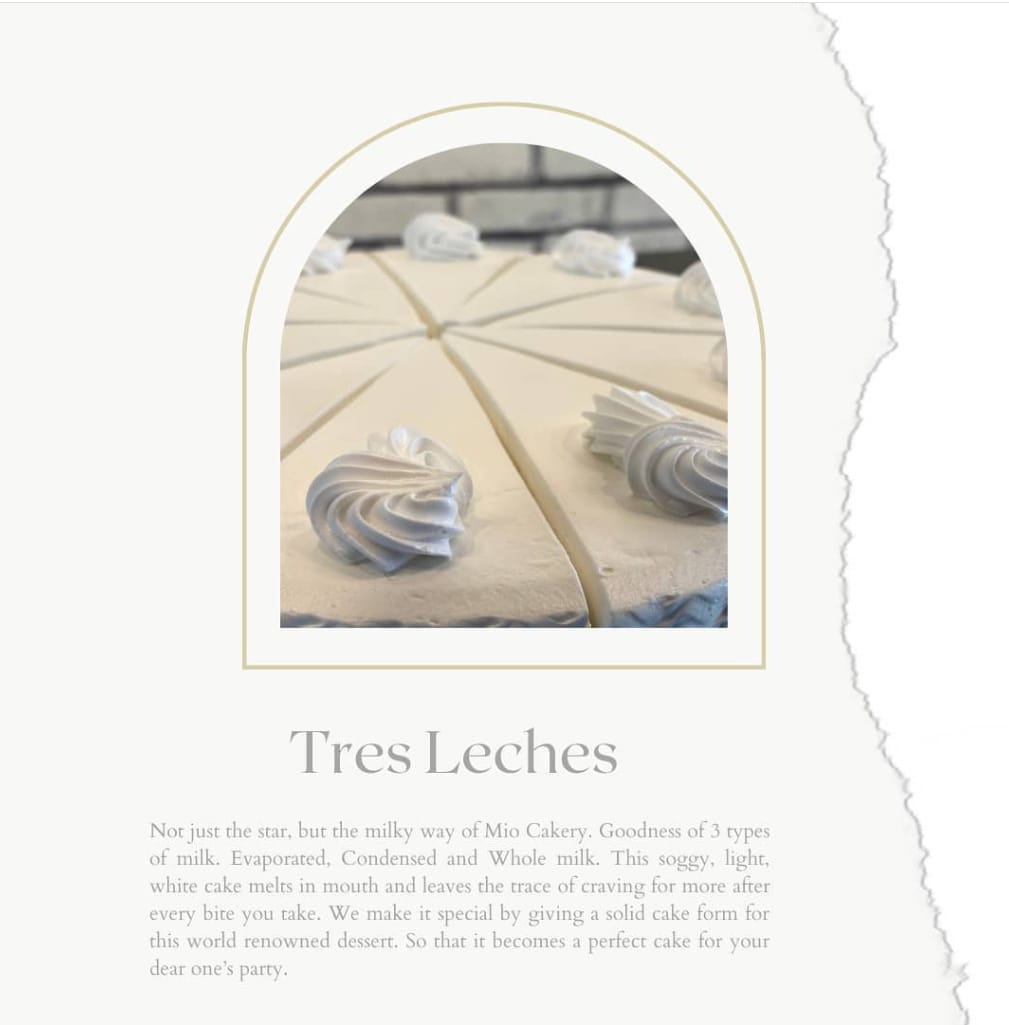 Tres Leches
Not just the star, but the milky way of Mio Cakery. Goodness of 3 types
of milk. Evaporated, Condensed and Whole milk. This soggy, light,
white cake melts in mouth and leaves the trace of craving for more after
every bite you take. We make it special by giving a solid cake form for
this world renowned dessert. So that it becomes a perfect cake for your
dear one’s party.